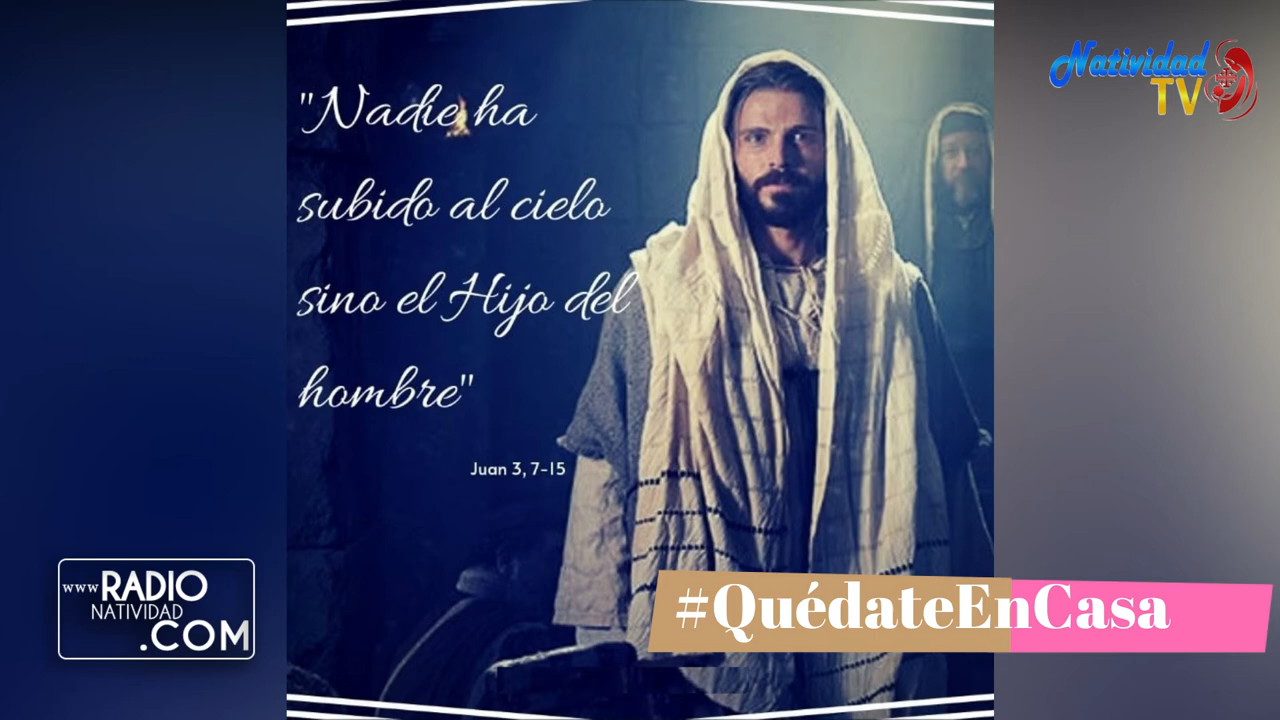 Natividad
TV
"Nadie ha
subido al cielo
sino el Hijo del
hombre"
Juan 3, 7-15
www RADIO
NATIVIDAD
.COM
#QuédateEnCasa